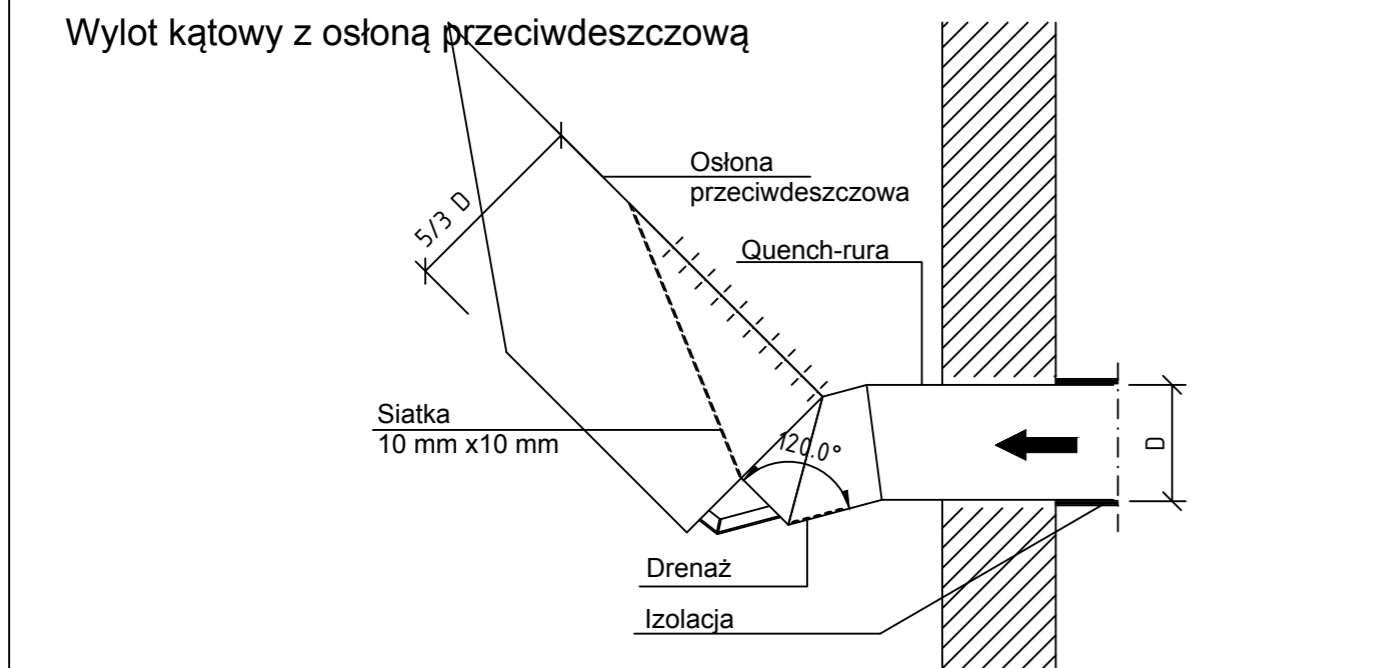 Wylot kątowy z osłoną przeciwdeszczową
Osłona
przeciwdeszczowa
5/3 D
Quench-rura
Siatka
10 mm x10 mm
120.0°
D
Drenaż
Izolacja